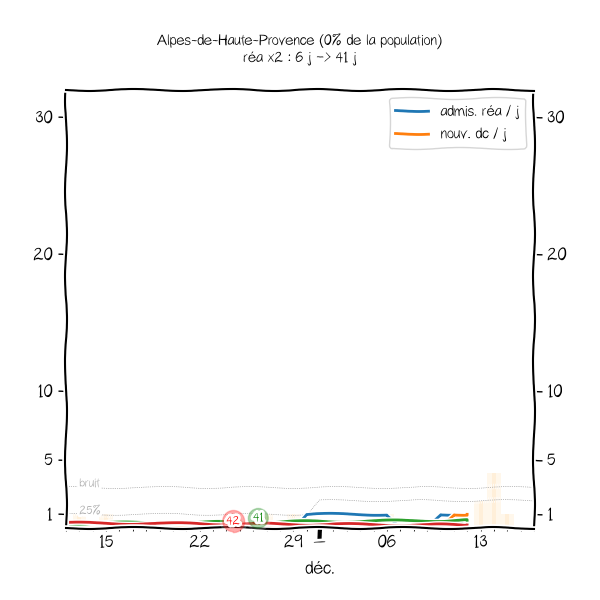 Alpes-de-Haute-Provence (0% de la population)
réa x2 : 6 j -> 41 j
admis. réa / j
nouv. dc / j
30 30
20 20
10 10
5 5
bruit
25%
1 1
42 41
15 22 29 06 13
déc.